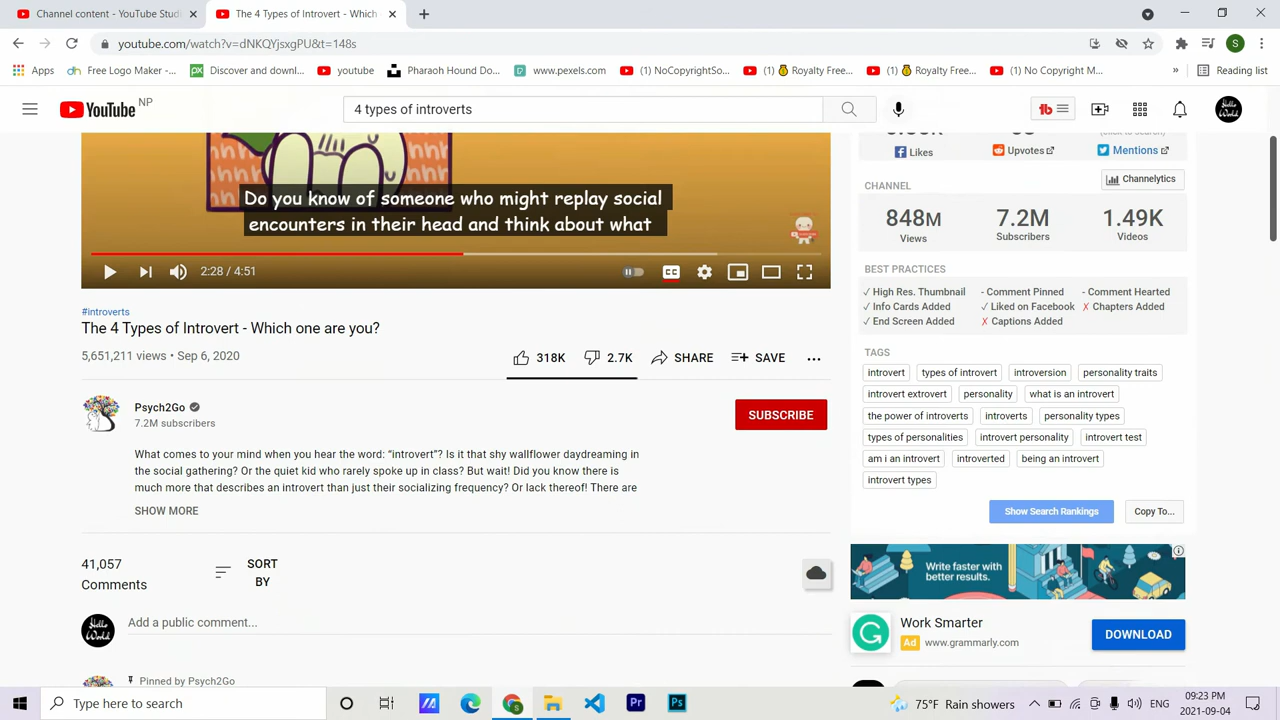 Channel content - YouTube Studi
The 4 Types of Introvert - Which
youtube.com/watch?v=dNKQYjsxgPU&t=148s
S
Apps
Free Logo Maker -...
Discover and downl...
youtube
Pharaoh Hound Do...
www.pexels.com
(1) NoCopyrightSo...
(1) Royalty Free...
(1) Royalty Free...
(1) No Copyright M...
»
Reading list
YouTube NP
4 types of introverts
Hello World
Likes
Upvotes
(click to search)
Mentions
Do you know of someone who might replay social
encounters in their head and think about what
2:28 / 4:51
CC
CHANNEL
Channelytics
848M
Views
7.2M
Subscribers
1.49K
Videos
BEST PRACTICES
✓ High Res. Thumbnail - Comment Pinned - Comment Hearted
✓ Info Cards Added ✓ Liked on Facebook ✗ Chapters Added
✓ End Screen Added ✗ Captions Added
#introverts
The 4 Types of Introvert - Which one are you?
5,651,211 views • Sep 6, 2020
318K
2.7K
SHARE
SAVE
...
Psych2Go
7.2M subscribers
SUBSCRIBE
What comes to your mind when you hear the word: “introvert”? Is it that shy wallflower daydreaming in
the social gathering? Or the quiet kid who rarely spoke up in class? But wait! Did you know there is
much more that describes an introvert than just their socializing frequency? Or lack thereof! There are
SHOW MORE
TAGS
introvert types of introvert introversion personality traits
introvert extrovert personality what is an introvert
the power of introverts introverts personality types
types of personalities introvert personality introvert test
am i an introvert introverted being an introvert
introvert types
Show Search Rankings
Copy To...
41,057
Comments
SORT
BY
Hello World
Add a public comment...
Pinned by Psych2Go
Write faster with
better results.
Work Smarter
Ad www.grammarly.com
DOWNLOAD
Type here to search
Pr
Ps
75°F Rain showers
ENG
09:23 PM
2021-09-04